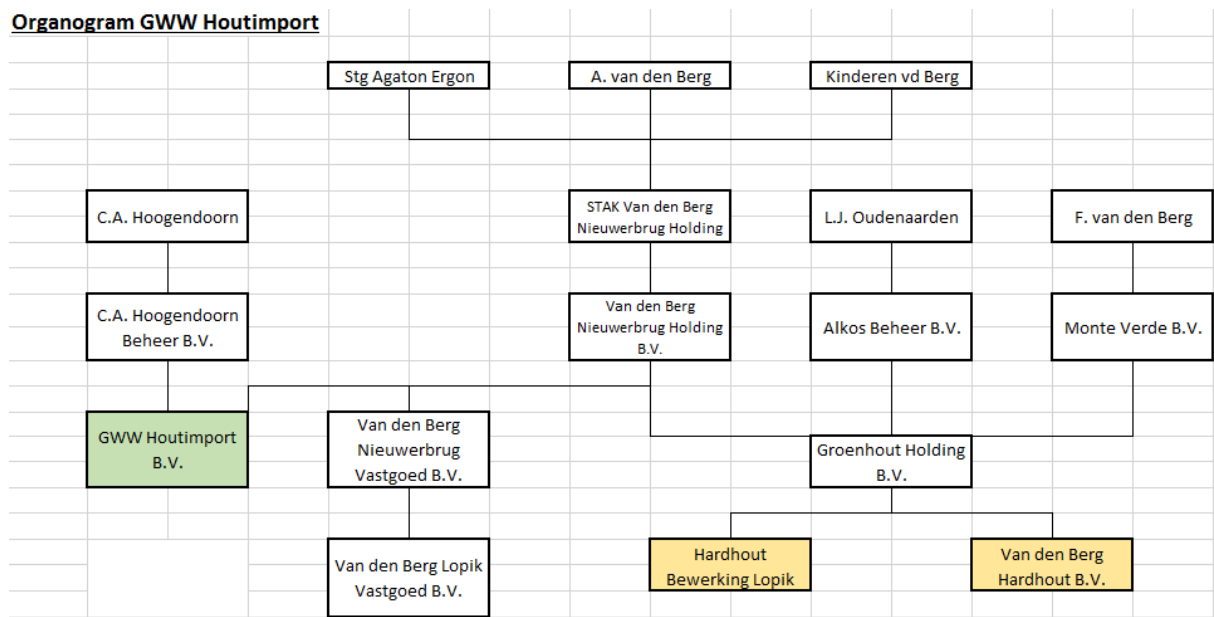 Organogram GWW Houtimport
Stg Agaton Ergon
A. van den Berg
Kinderen vd Berg
C.A. Hoogendoorn
STAK Van den Berg
Nieuwerbrug Holding
L.J. Oudenaarden
F. van den Berg
C.A. Hoogendoorn
Beheer B.V.
Van den Berg
Nieuwerbrug Holding
B.V.
Alkos Beheer B.V.
Monte Verde B.V.
GWW Houtimport
B.V.
Van den Berg
Nieuwerbrug
Vastgoed B.V.
Groenhout Holding
B.V.
Van den Berg Lopik
Vastgoed B.V.
Hardhout
Bewerking Lopik
Van den Berg
Hardhout B.V.